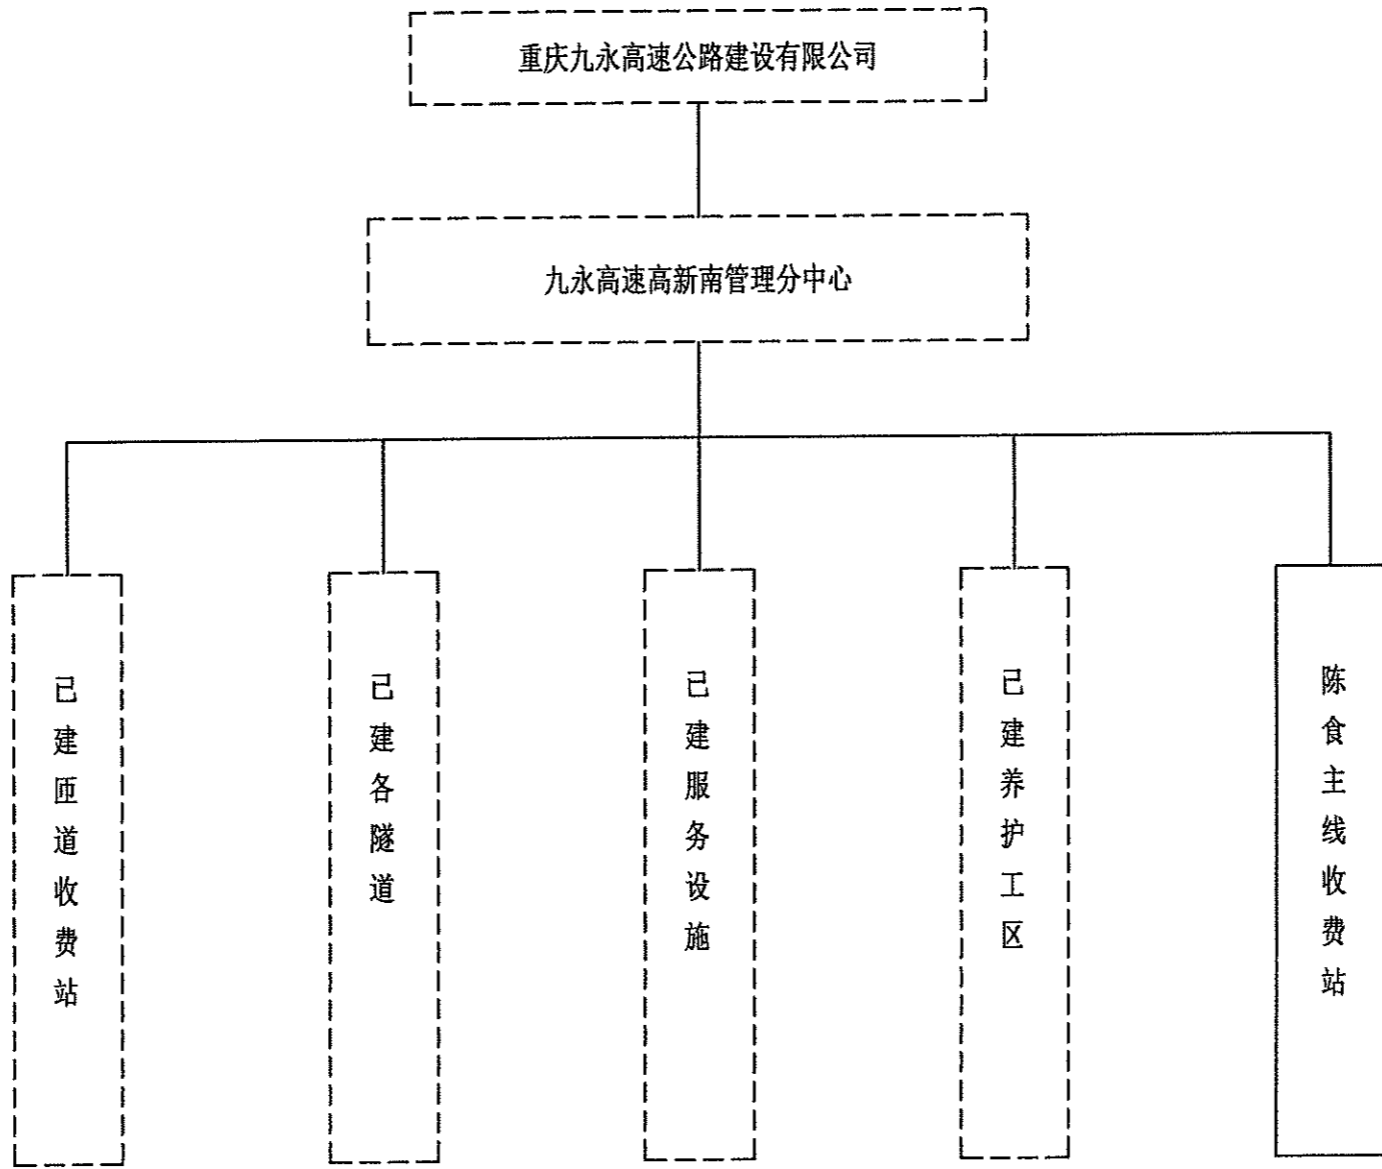 重庆九永高速公路建设有限公司
九永高速高新南管理分中心
已建匝道收费站
已建各隧道
已建服务设施
已建养护工区
陈食主线收费站